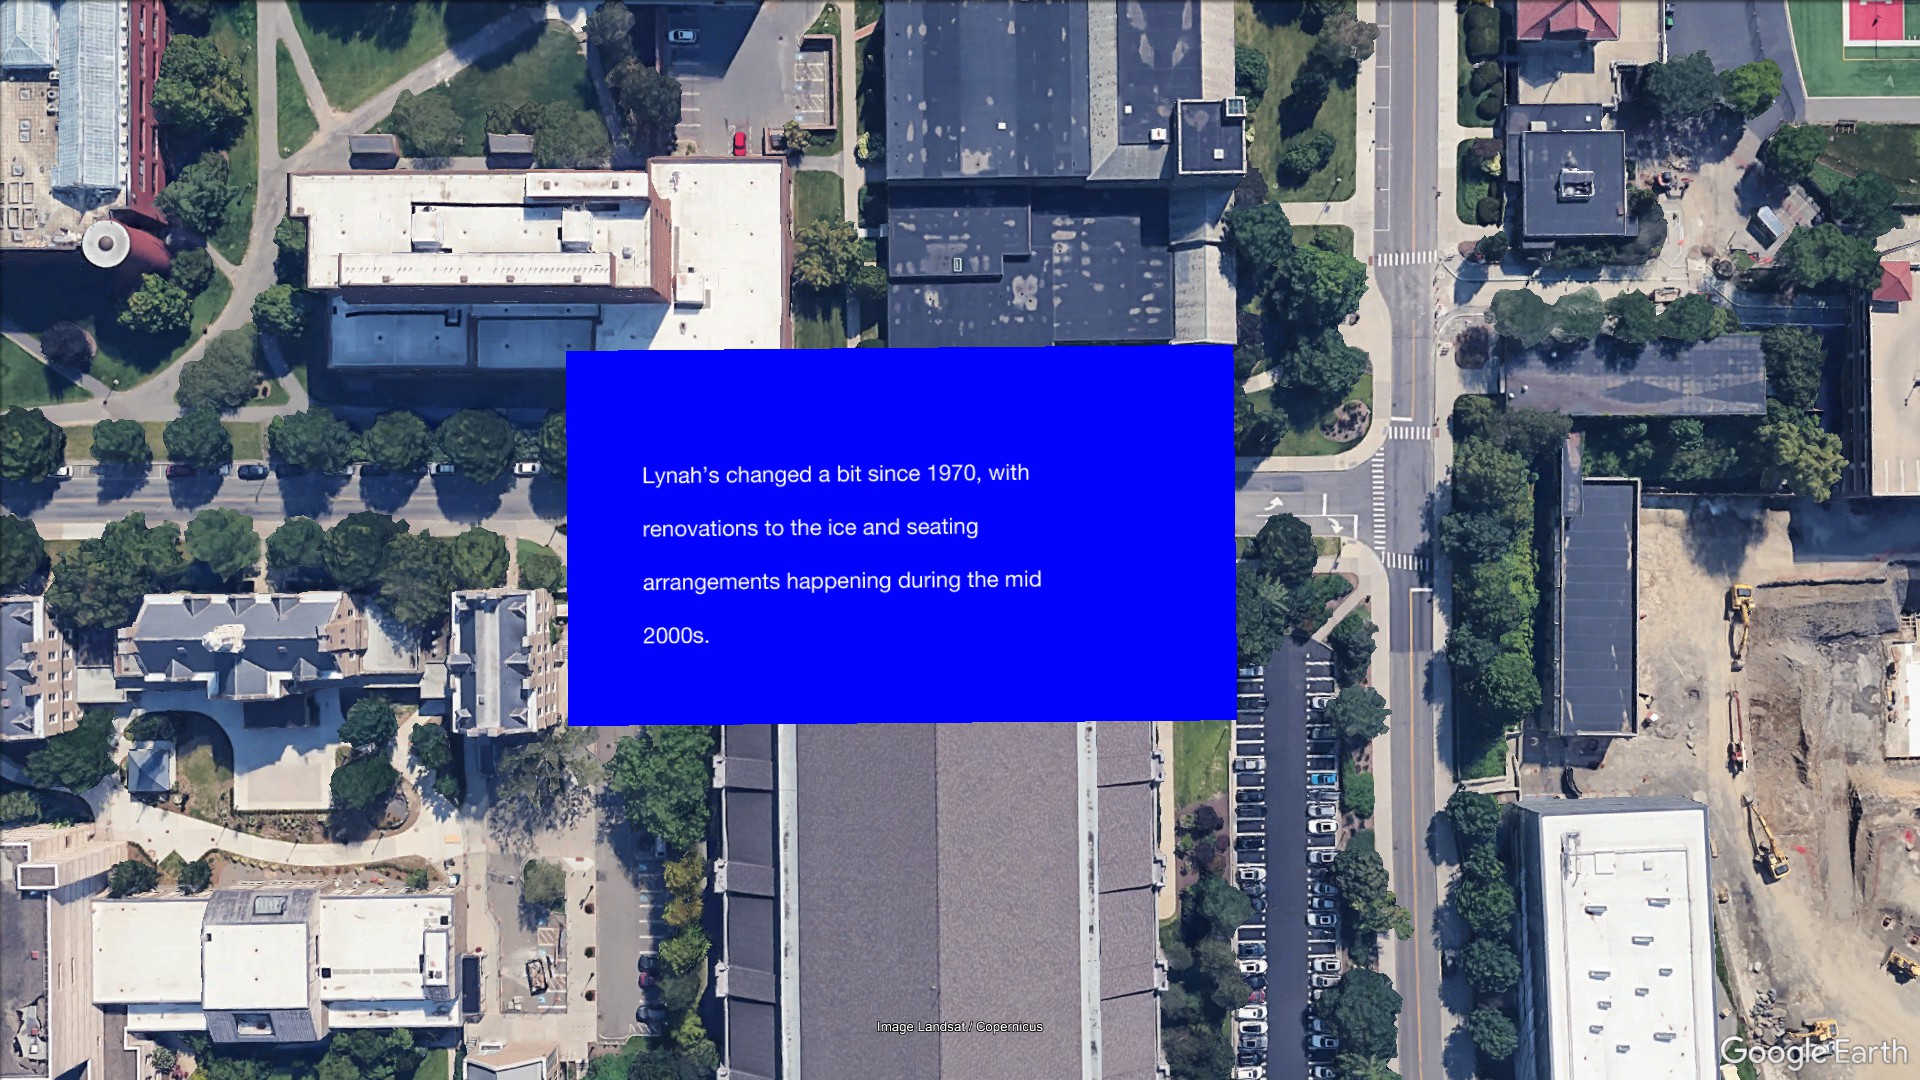 Lynah’s changed a bit since 1970, with
renovations to the ice and seating
arrangements happening during the mid
2000s.
Image Landsat / Copernicus
Google Earth